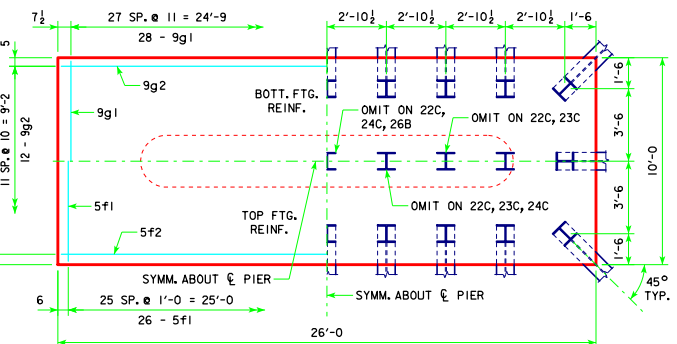 7½ 27 SP.@ 11 = 24'-9 2'-10½ 2'-10½ 2'-10½ 2'-10½ 1'-6
28 - 9g1
5
11 SP.@ 10 = 9'-2
12 - 9g2
9g2
9g1
BOTT. FTG.
REINF.
OMIT ON 22C,
24C, 26B
OMIT ON 22C, 23C
1'-6
3'-6
10'-0
3'-6
1'-6
5f1
5f2
TOP FTG.
REINF.
OMIT ON 22C, 23C, 24C
SYMM. ABOUT ℄ PIER
SYMM. ABOUT ℄ PIER
45°
TYP.
6 25 SP.@ 1'-0 = 25'-0
26 - 5f1
26'-0